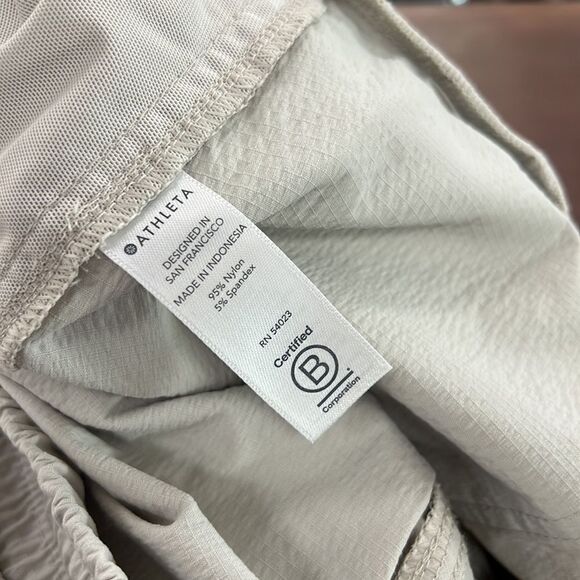 ATHLETA
DESIGNED IN
SAN FRANCISCO
MADE IN INDONESIA
95% Nylon
5% Spandex
RN 54023
Certified
B
Corporation